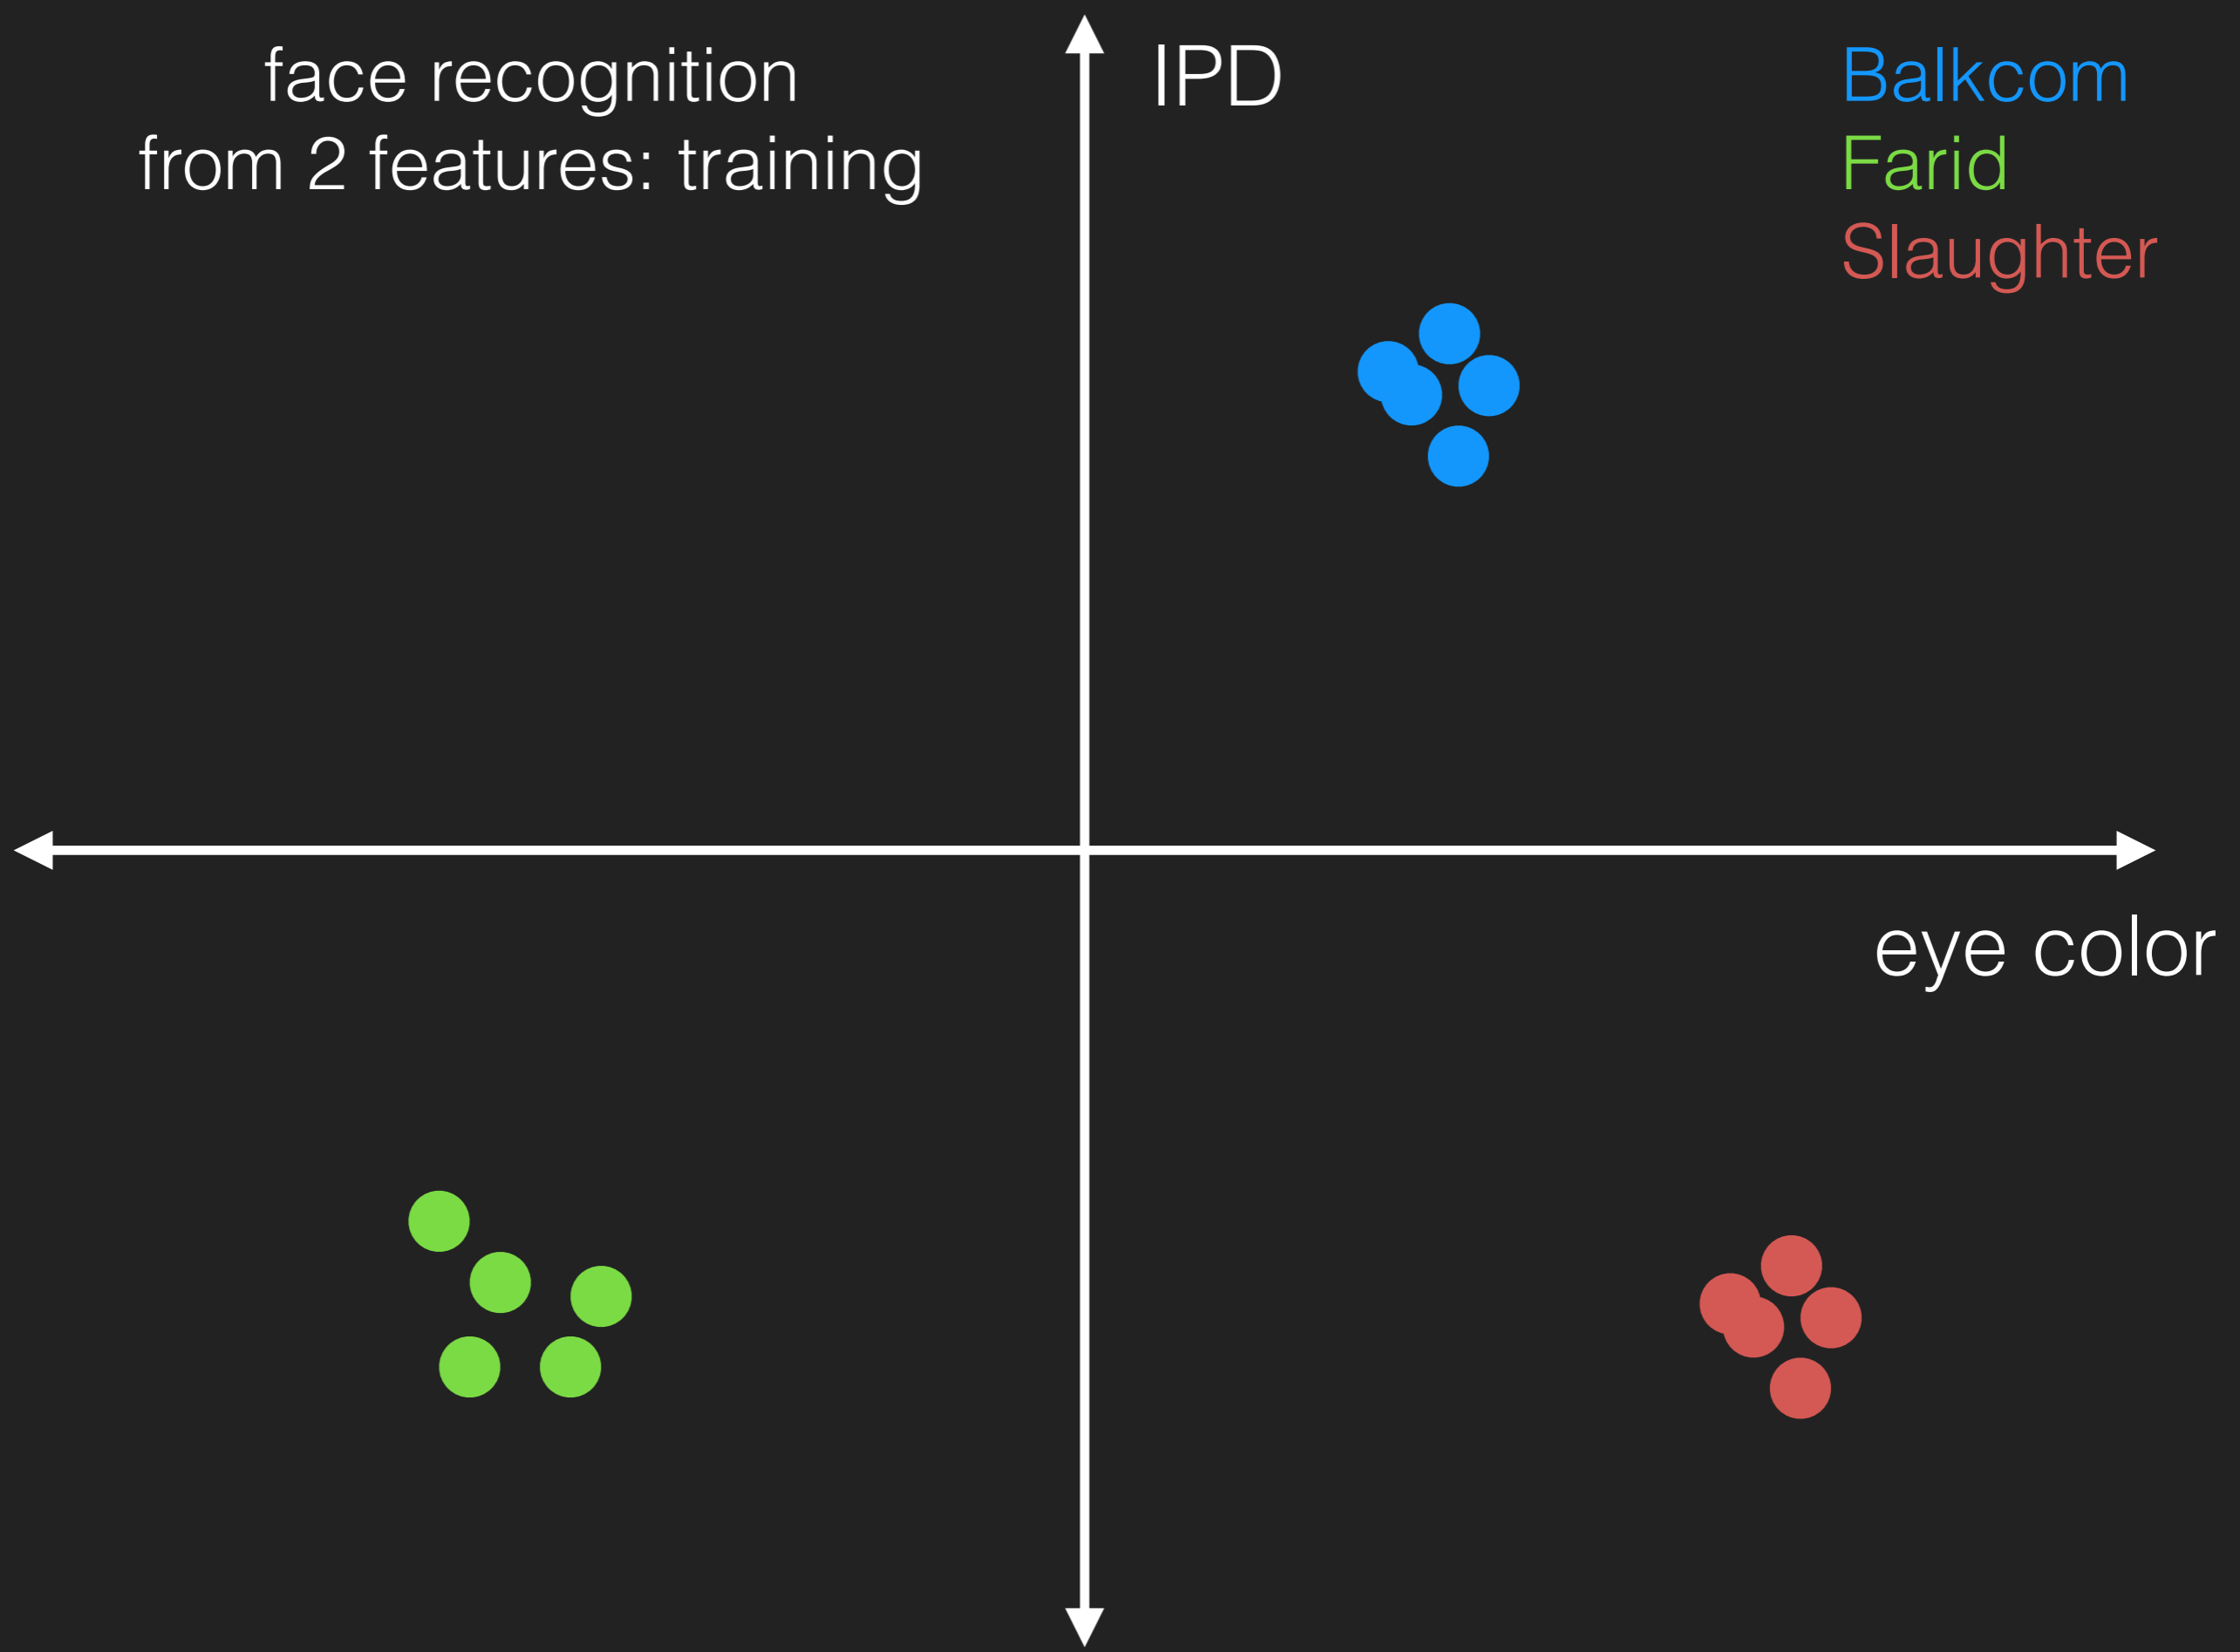 face recognition
from 2 features: training
IPD
Balkcom
Farid
Slaughter
eye color